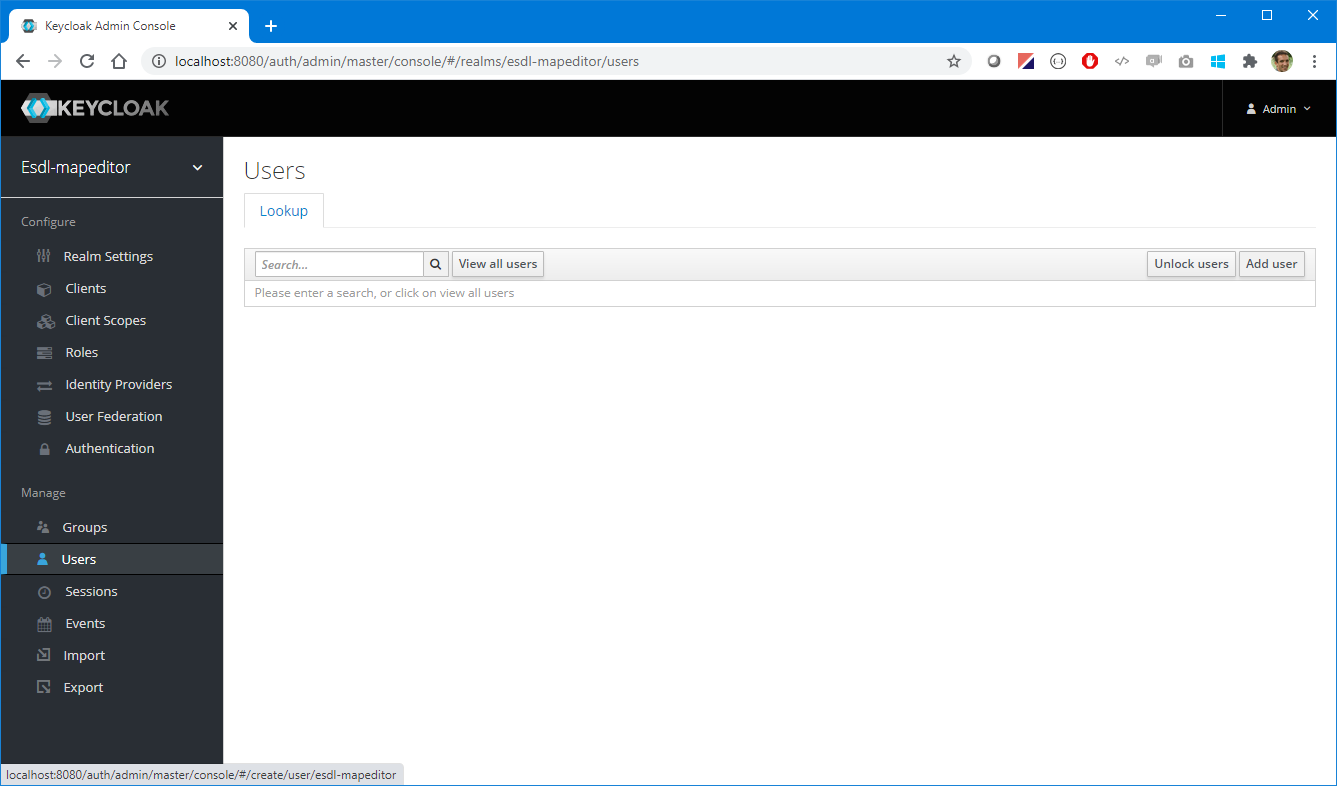 Keycloak Admin Console
localhost:8080/auth/admin/master/console/#/realms/esdl-mapeditor/users
KEYCLOAK
Admin
Esdl-mapeditor
Configure
Realm Settings
Clients
Client Scopes
Roles
Identity Providers
User Federation
Authentication
Manage
Groups
Users
Sessions
Events
Import
Export
Users
Lookup
Search... View all users Unlock users Add user
Please enter a search, or click on view all users
localhost:8080/auth/admin/master/console/#/create/user/esdl-mapeditor